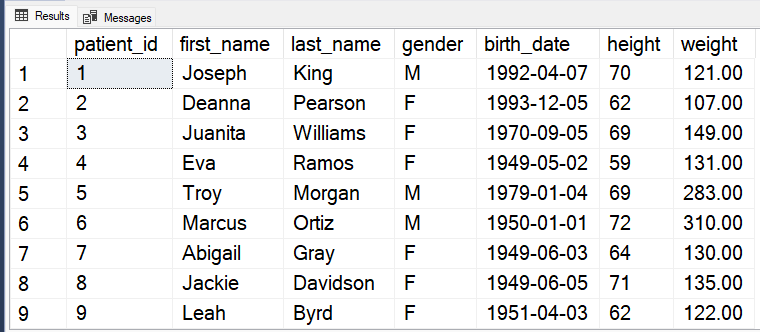 Results Messages
patient_id first_name last_name gender birth_date height weight
1 1 Joseph King M 1992-04-07 70 121.00
2 2 Deanna Pearson F 1993-12-05 62 107.00
3 3 Juanita Williams F 1970-09-05 69 149.00
4 4 Eva Ramos F 1949-05-02 59 131.00
5 5 Troy Morgan M 1979-01-04 69 283.00
6 6 Marcus Ortiz M 1950-01-01 72 310.00
7 7 Abigail Gray F 1949-06-03 64 130.00
8 8 Jackie Davidson F 1949-06-05 71 135.00
9 9 Leah Byrd F 1951-04-03 62 122.00